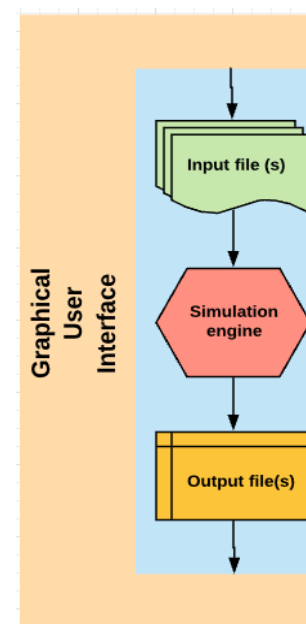 Graphical
User
Interface
Input file (s)
Simulation
engine
Output file(s)